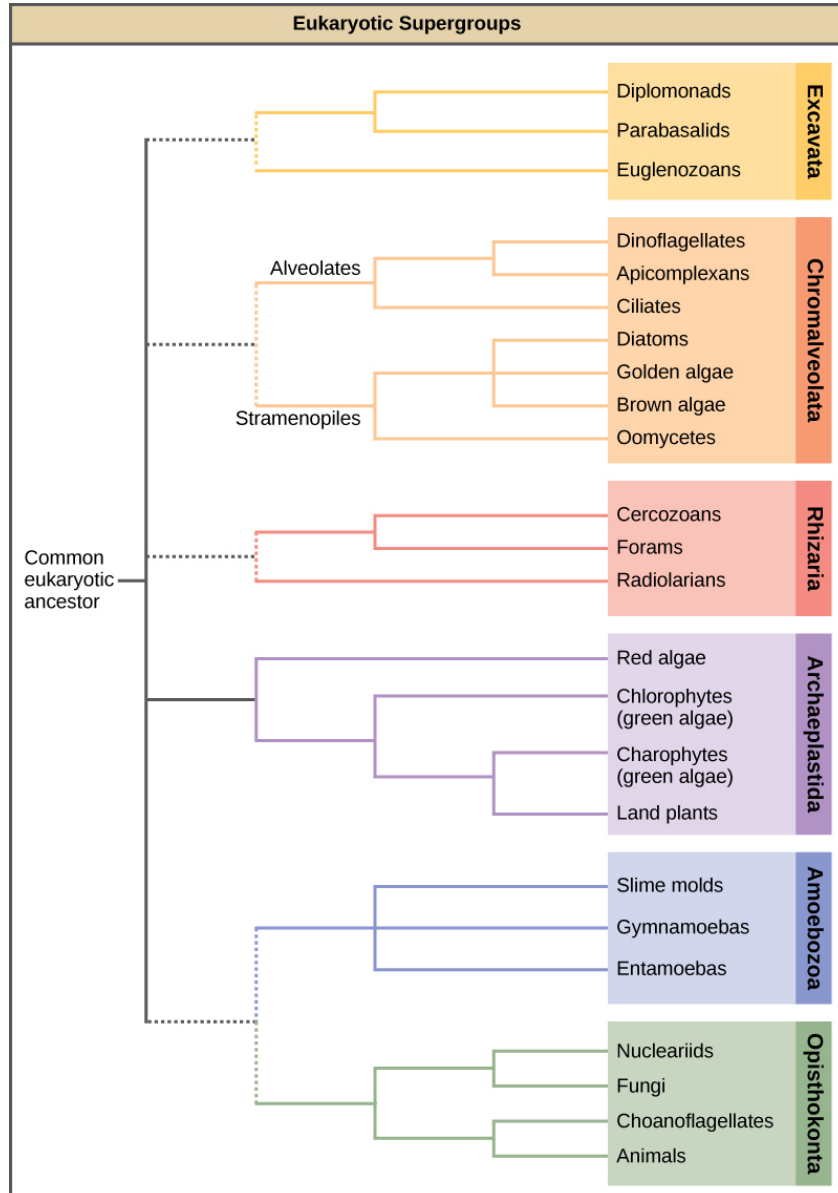 Eukaryotic Supergroups
Diplomonads
Parabasalids
Euglenozoans
Excavata
Alveolates
Stramenopiles
Dinoflagellates
Apicomplexans
Ciliates
Diatoms
Golden algae
Brown algae
Oomycetes
Chromalveolata
Common
eukaryotic
ancestor
Cercozoans
Forams
Radiolarians
Rhizaria
Red algae
Chlorophytes
(green algae)
Charophytes
(green algae)
Land plants
Archaeplastida
Slime molds
Gymnamoebas
Entamoebas
Amoebozoa
Nucleariids
Fungi
Choanoflagellates
Animals
Opisthokonta